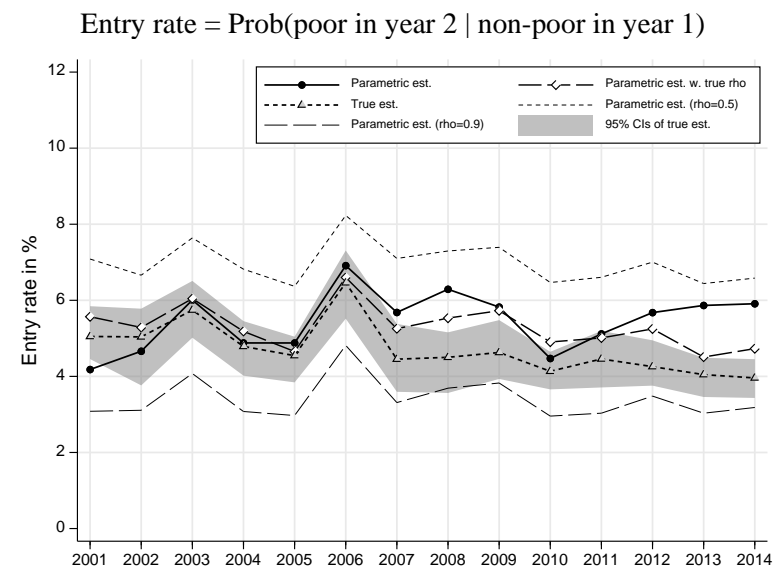 Entry rate = Prob(poor in year 2 | non-poor in year 1)
Parametric est.
Parametric est. w. true rho
True est.
Parametric est. (rho=0.5)
Parametric est. (rho=0.9)
95% CIs of true est.
Entry rate in %
12
10
8
6
4
2
0
2001 2002 2003 2004 2005 2006 2007 2008 2009 2010 2011 2012 2013 2014